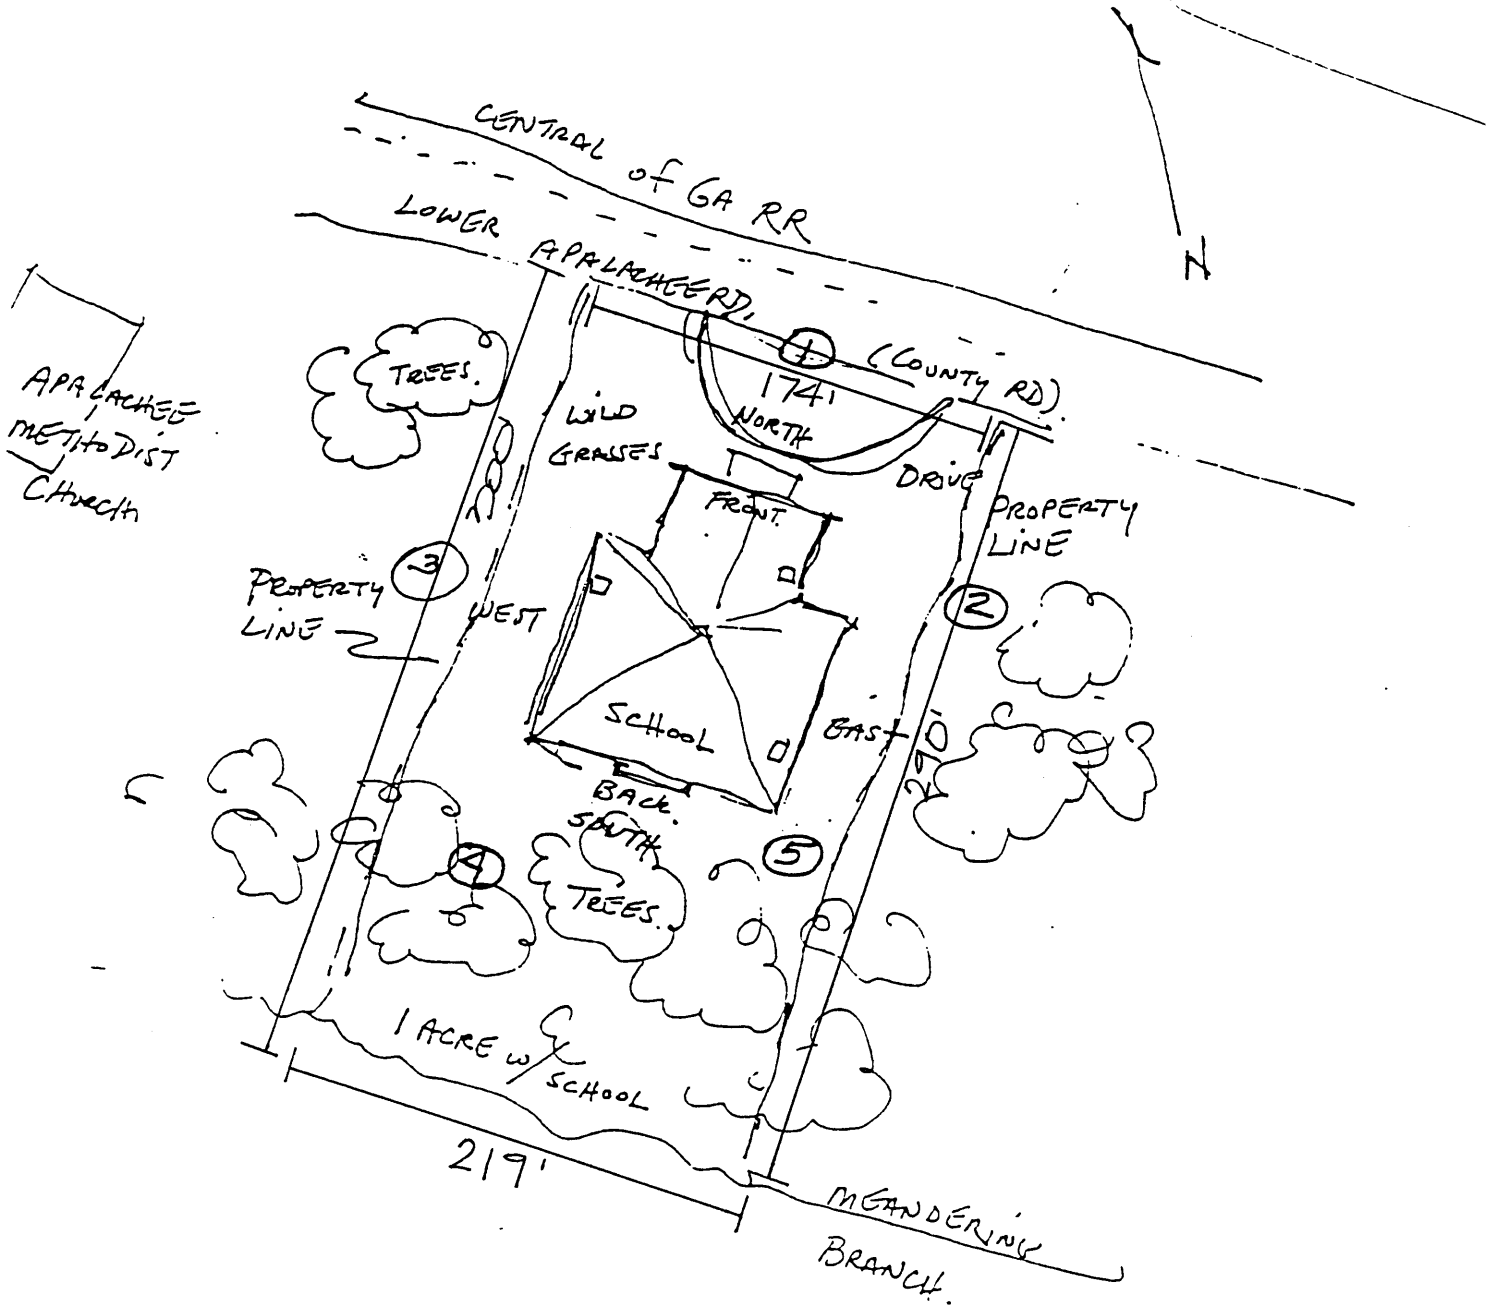 CENTRAL of GA RR
LOWER APALACHEE RD. (COUNTY RD).
N
1
174'
NORTH
TREES.
WILD
GRASSES
DRIVE
APALACHEE
METHODIST
CHURCH
FRONT.
PROPERTY
LINE
3
PROPERTY
LINE
WEST
2
SCHOOL
EAST
290'
BACK.
SOUTH
4
5
TREES.
1 ACRE w/
SCHOOL
219'
MEANDERING
BRANCH.